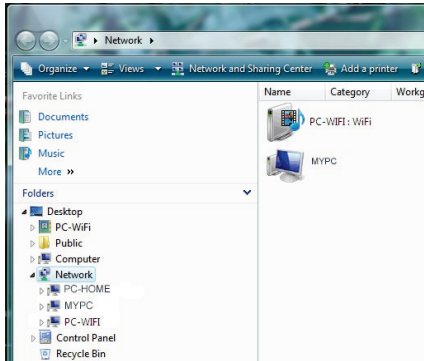 Network
Organize Views Network and Sharing Center Add a printer
Favorite Links
Documents
Pictures
Music
More
Folders
Desktop
PC-WiFi
Public
Computer
Network
PC-HOME
MYPC
PC-WIFI
Control Panel
Recycle Bin
Name Category Workg
PC-WIFI : WiFi
MYPC